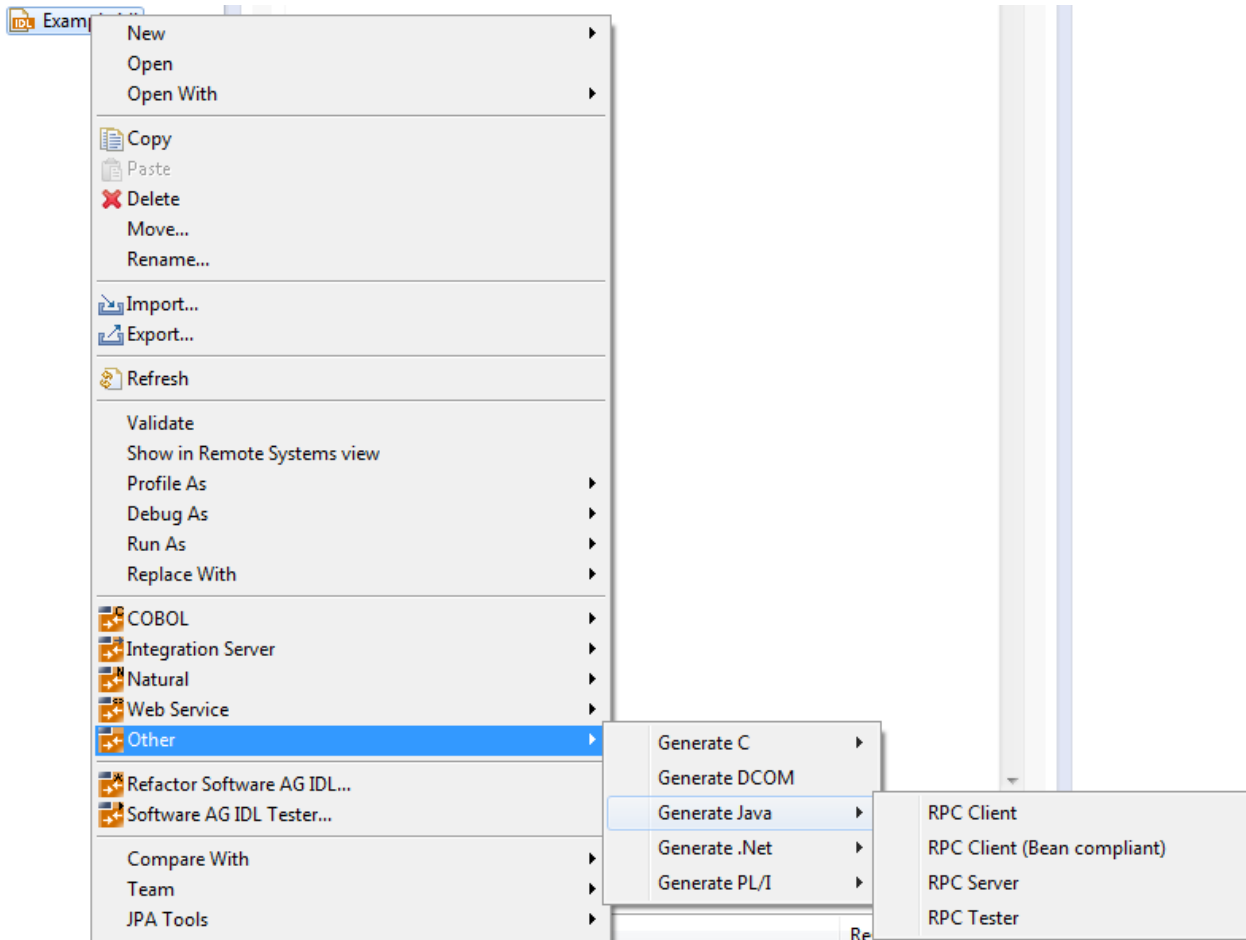 IDL
New
Open
Open With
Copy
Paste
Delete
Move...
Rename...
Import...
Export...
Refresh
Validate
Show in Remote Systems view
Profile As
Debug As
Run As
Replace With
COBOL
Integration Server
Natural
Web Service
Other
Refactor Software AG IDL...
Software AG IDL Tester...
Compare With
Team
JPA Tools
Generate C
Generate DCOM
Generate Java
Generate .Net
Generate PL/I
RPC Client
RPC Client (Bean compliant)
RPC Server
RPC Tester